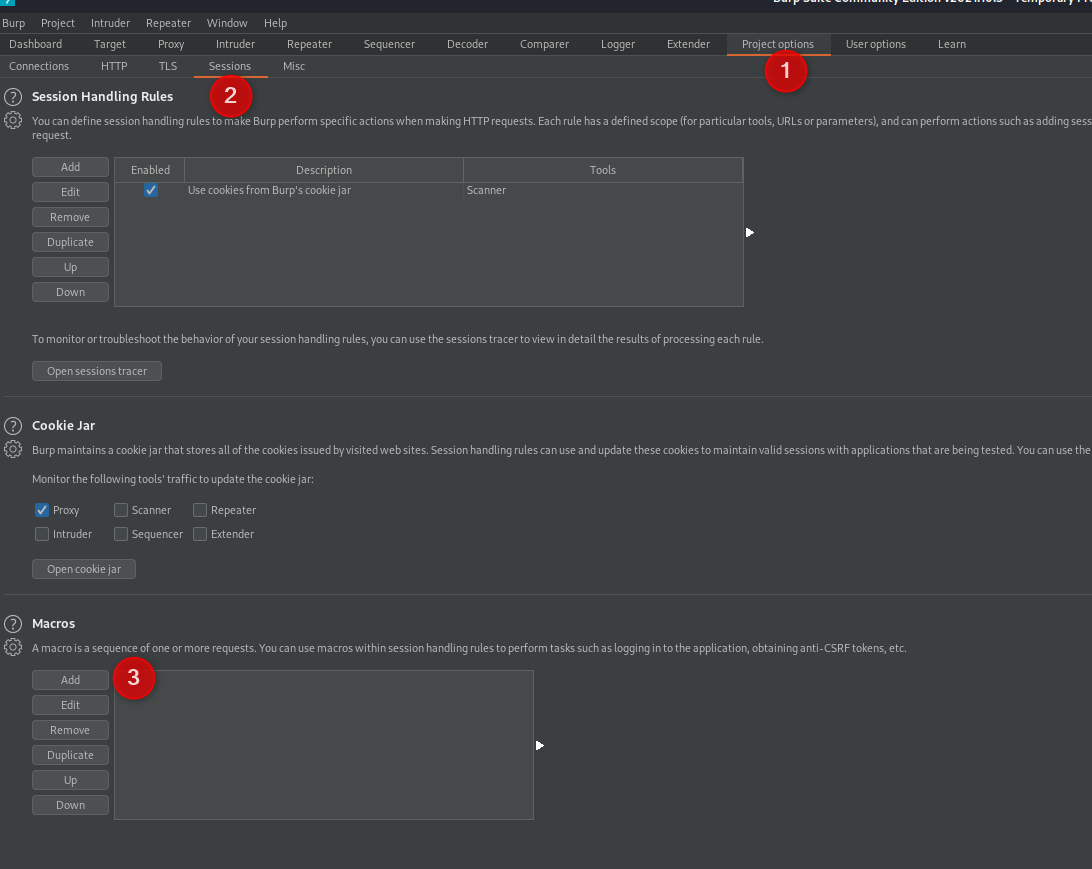 Burp Suite Community Edition
Burp Project Intruder Repeater Window Help
Dashboard Target Proxy Intruder Repeater Sequencer Decoder Comparer Logger Extender Project options User options Learn
1
Connections HTTP TLS Sessions Misc
2
? Session Handling Rules
You can define session handling rules to make Burp perform specific actions when making HTTP requests. Each rule has a defined scope (for particular tools, URLs or parameters), and can perform actions such as adding sess
request.
Add
Edit
Remove
Duplicate
Up
Down
Enabled Description Tools
Use cookies from Burp's cookie jar Scanner
To monitor or troubleshoot the behavior of your session handling rules, you can use the sessions tracer to view in detail the results of processing each rule.
Open sessions tracer
? Cookie Jar
Burp maintains a cookie jar that stores all of the cookies issued by visited web sites. Session handling rules can use and update these cookies to maintain valid sessions with applications that are being tested. You can use the
Monitor the following tools' traffic to update the cookie jar:
Proxy Scanner Repeater
Intruder Sequencer Extender
Open cookie jar
? Macros
A macro is a sequence of one or more requests. You can use macros within session handling rules to perform tasks such as logging in to the application, obtaining anti-CSRF tokens, etc.
Add
3
Edit
Remove
Duplicate
Up
Down